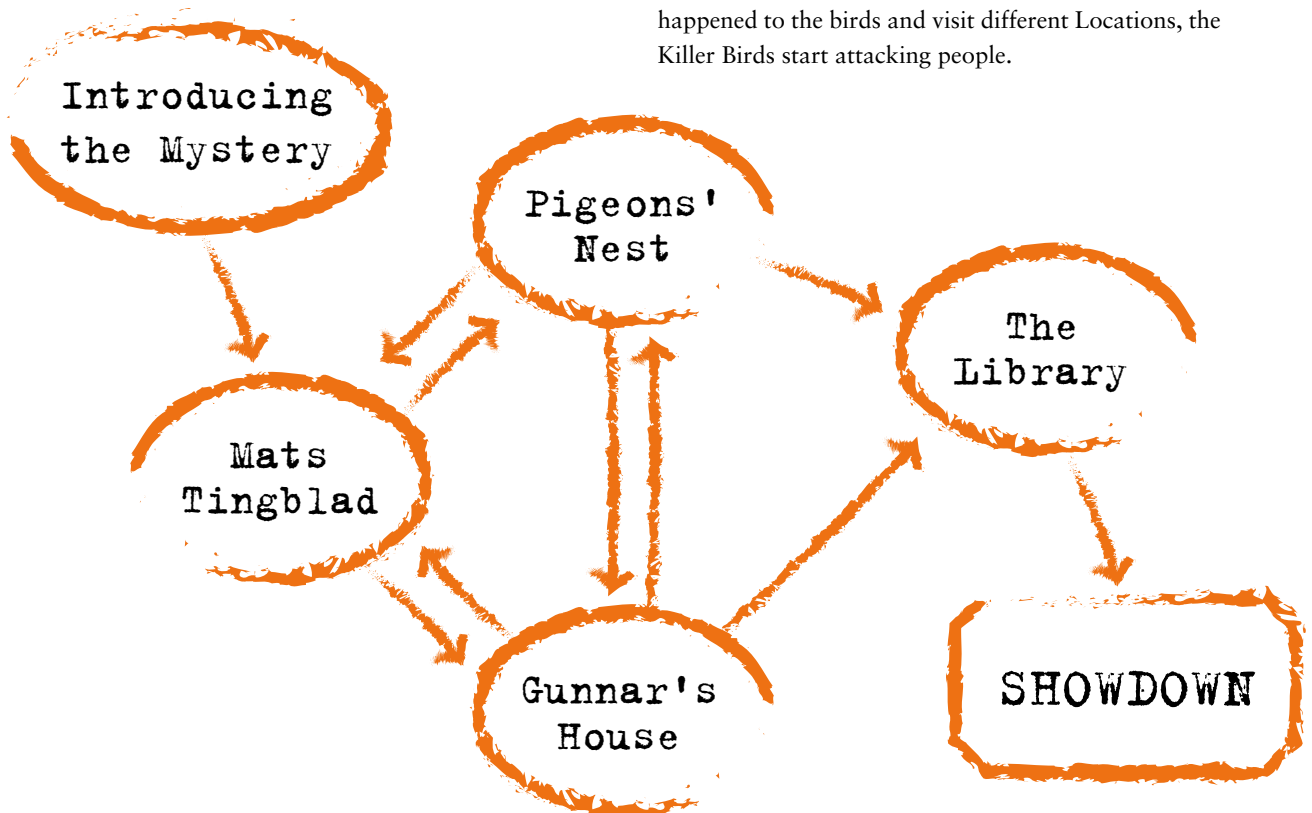 happened to the birds and visit different Locations, the
Killer Birds start attacking people.
Introducing
the Mystery
Pigeons'
Nest
The
Library
Mats
Tingblad
Gunnar's
House
SHOWDOWN